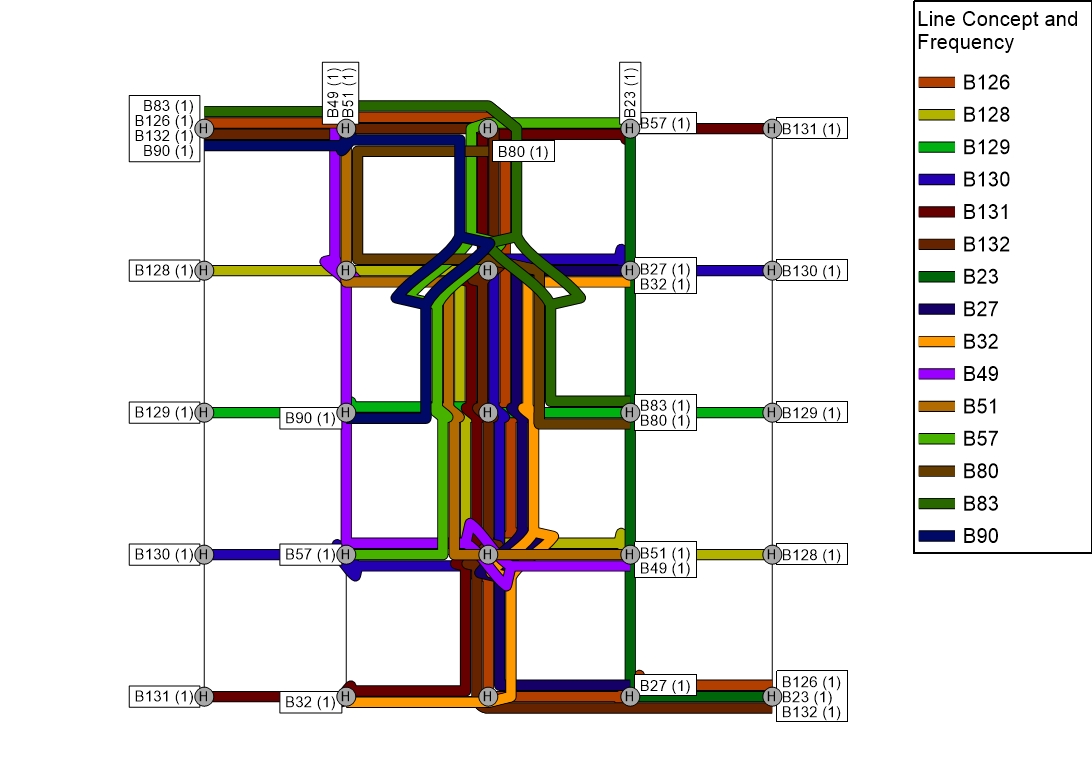 Line Concept and
Frequency
B126
B128
B129
B130
B131
B132
B23
B27
B32
B49
B51
B57
B80
B83
B90
B49 (1)
B51 (1)
B23 (1)
B83 (1)
B126 (1)
B132 (1)
B90 (1)
H
H
H
H
B57 (1)
H
B131 (1)
B80 (1)
B128 (1)
H
H
H
H
B27 (1)
B32 (1)
H
B130 (1)
B129 (1)
H
B90 (1)
H
H
H
B83 (1)
B80 (1)
H
B129 (1)
B130 (1)
H
B57 (1)
H
H
H
B51 (1)
B49 (1)
H
B128 (1)
B131 (1)
H
B32 (1)
H
H
H
B27 (1)
H
B126 (1)
B23 (1)
B132 (1)